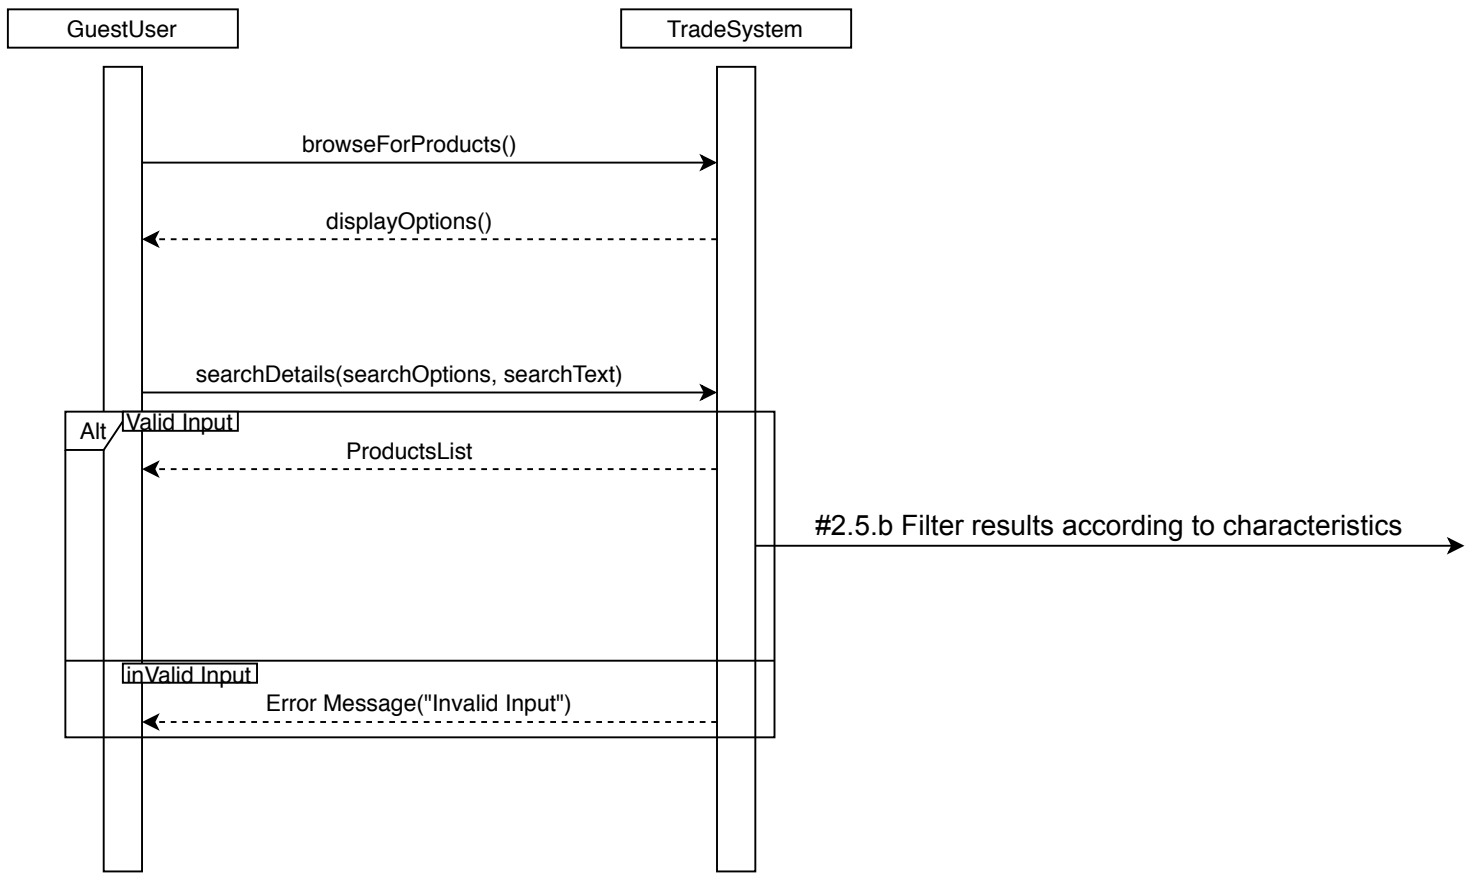 GuestUser
TradeSystem
browseForProducts()
displayOptions()
searchDetails(searchOptions, searchText)
Alt
Valid Input
ProductsList
#2.5.b Filter results according to characteristics
inValid Input
Error Message("Invalid Input")